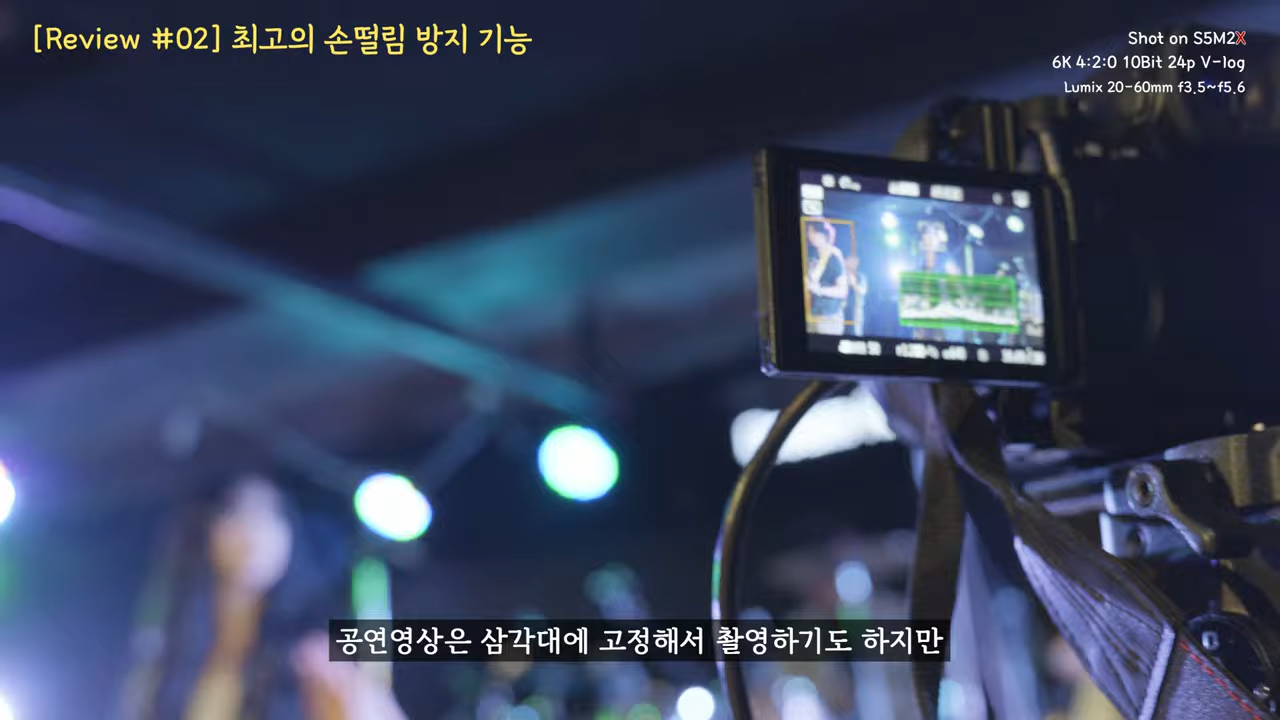 [Review #02] 최고의 손떨림 방지 기능
Shot on S5M2X
6K 4:2:0 10Bit 24p V-log
Lumix 20-60mm f3.5~f5.6
공연영상은 삼각대에 고정해서 촬영하기도 하지만